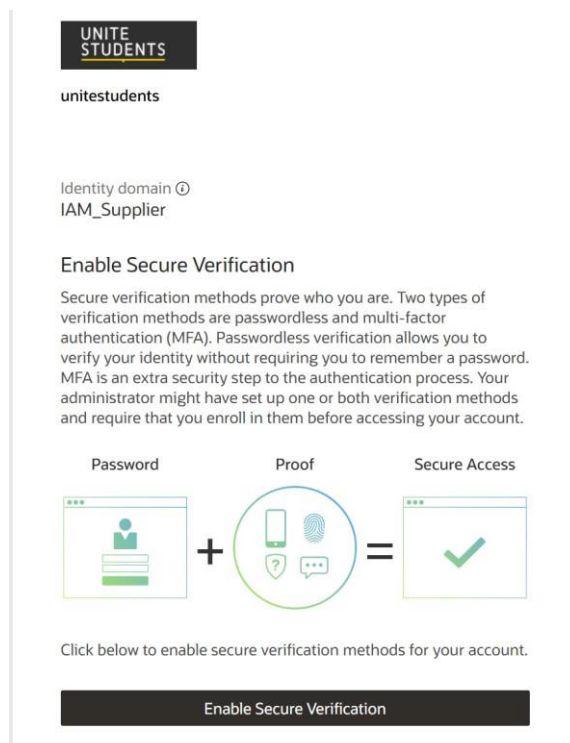 UNITE
STUDENTS
unitestudents
Identity domain
IAM_Supplier
Enable Secure Verification
Secure verification methods prove who you are. Two types of
verification methods are passwordless and multi-factor
authentication (MFA). Passwordless verification allows you to
verify your identity without requiring you to remember a password.
MFA is an extra security step to the authentication process. Your
administrator might have set up one or both verification methods
and require that you enroll in them before accessing your account.
Password Proof Secure Access
+ =
Click below to enable secure verification methods for your account.
Enable Secure Verification